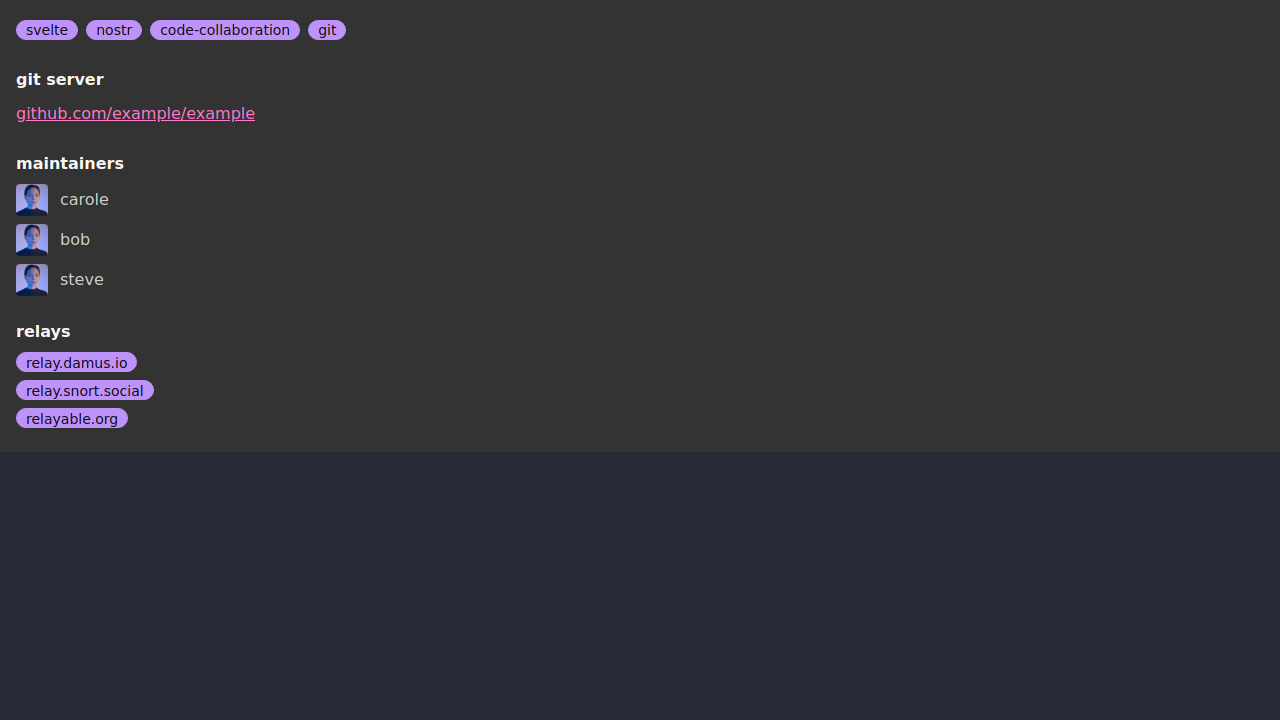 svelte nostr code-collaboration git
git server
github.com/example/example
maintainers
carole
bob
steve
relays
relay.damus.io
relay.snort.social
relayable.org